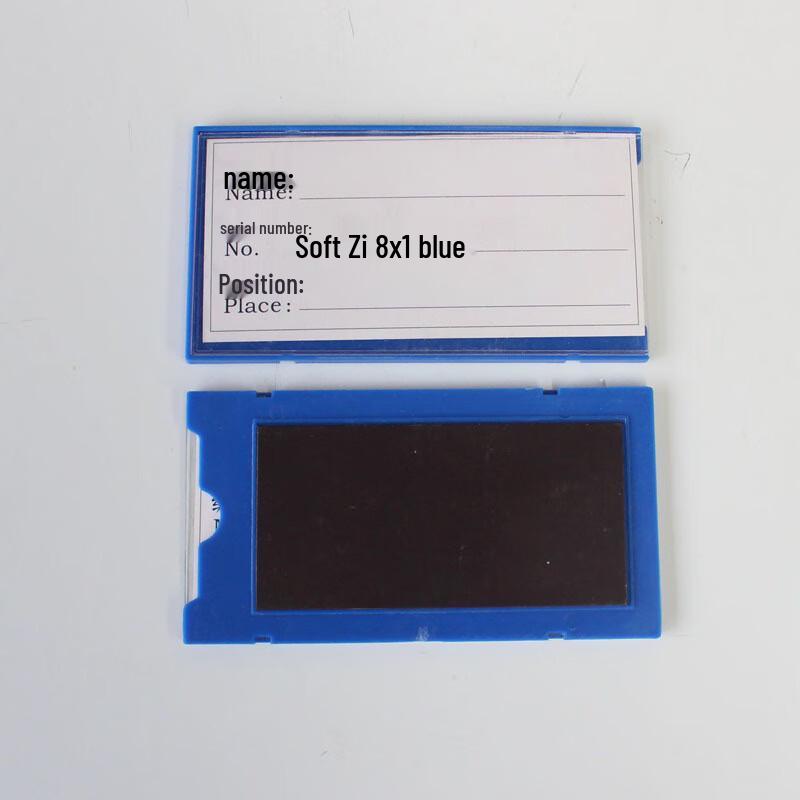 name:
Name:
serial number:
No.
Soft Zi 8x1 blue
Position:
Place: